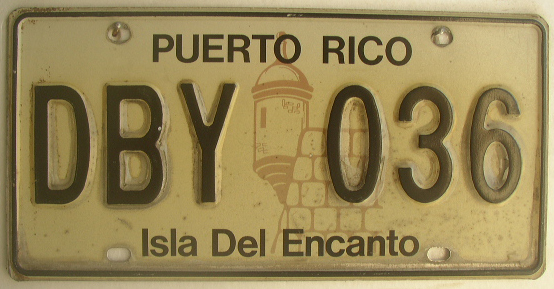 PUERTO RICO
DBY 036
Isla Del Encanto